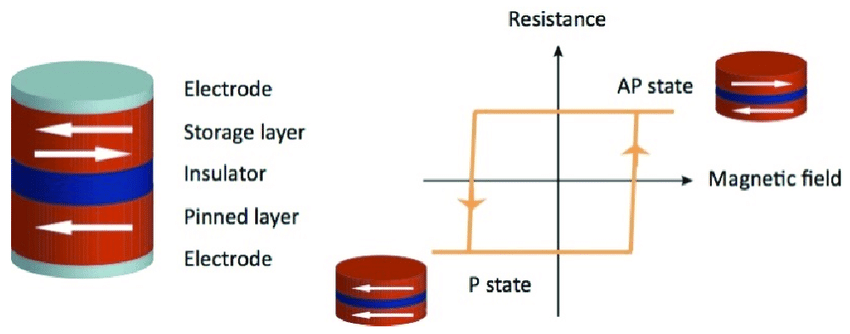 Electrode
Storage layer
Insulator
Pinned layer
Electrode
Resistance
AP state
Magnetic field
P state